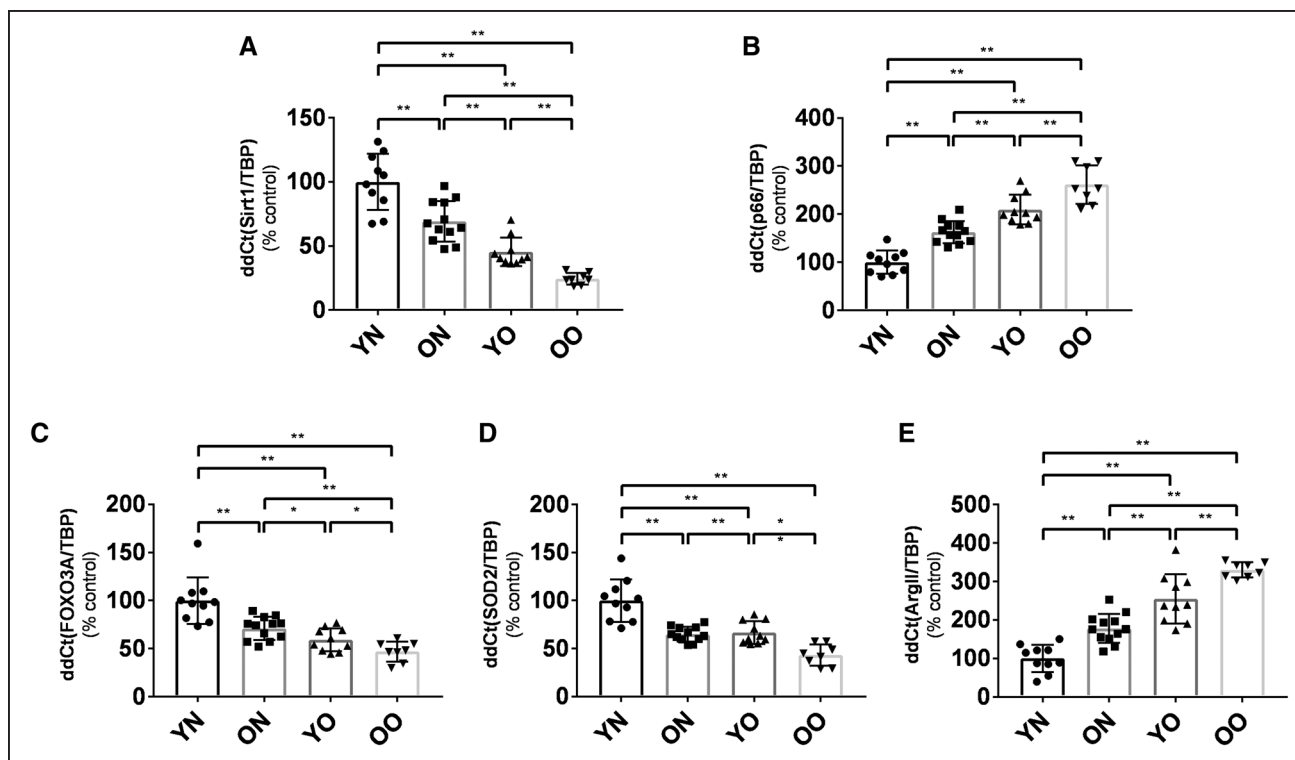 A
**
**
**
** ** **
ddCt(Sirt1/TBP)
(% control)
150
100
50
0
YN ON YO OO
B
**
**
**
** ** **
ddCt(p66/TBP)
(% control)
400
300
200
100
0
YN ON YO OO
C
**
**
**
** * *
ddCt(FOXO3A/TBP)
(% control)
200
150
100
50
0
YN ON YO OO
D
**
**
** ** *
*
ddCt(SOD2/TBP)
(% control)
200
150
100
50
0
YN ON YO OO
E
**
**
**
** ** **
ddCt(ArgII/TBP)
(% control)
500
400
300
200
100
0
YN ON YO OO